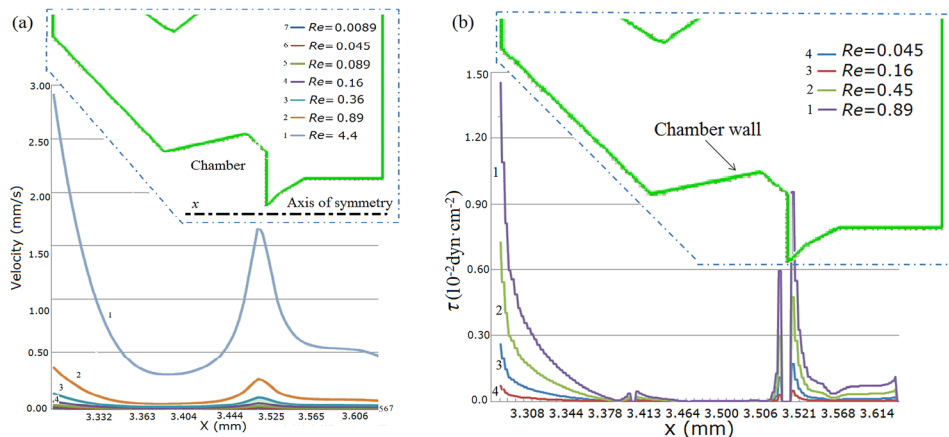 (a)
7 Re=0.0089
6 Re=0.045
5 Re=0.089
4 Re=0.16
3 Re=0.36
2 Re=0.89
1 Re= 4.4
Chamber
x
Axis of symmetry
Velocity (mm/s)
3.00
2.50
2.00
1.50
1.00
0.50
0.00
1
2
3
4
3.332 3.364 3.404 3.444 3.525 3.565 3.606
567
X (mm)
(b)
4 Re=0.045
3 Re=0.16
2 Re=0.45
1 Re=0.89
Chamber wall
τ (10⁻²dyn·cm⁻²)
1.50
1.20
0.90
0.60
0.30
0.0
1
2
3
4
3.308 3.344 3.378 3.413 3.464 3.500 3.506 3.521 3.568 3.614
X (mm)